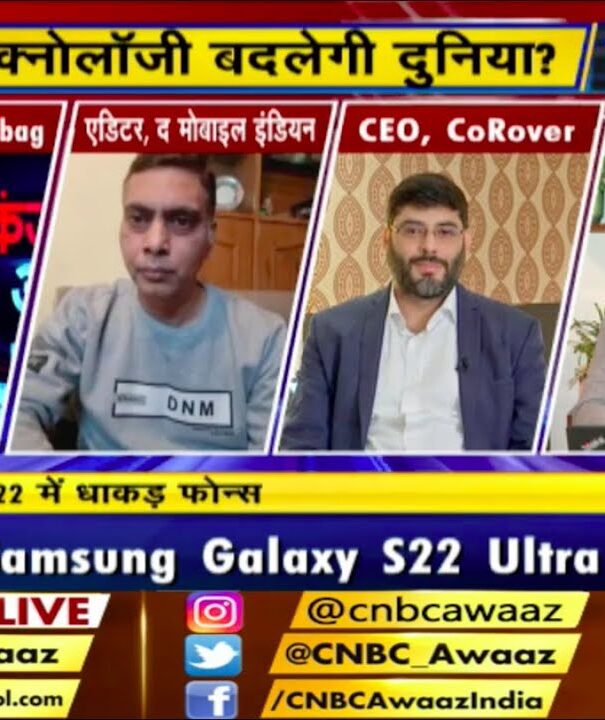 क्नोलॉजी बदलेगी दुनिया?
bag
एडिटर, द मोबाइल इंडियन
CEO, CoRover
DNM
22 में धाकड़ फोन्स
amsung Galaxy S22 Ultra
LIVE
@cnbcawaaz
aaz
@CNBC_Awaaz
ol.com
/CNBCAwaazIndia